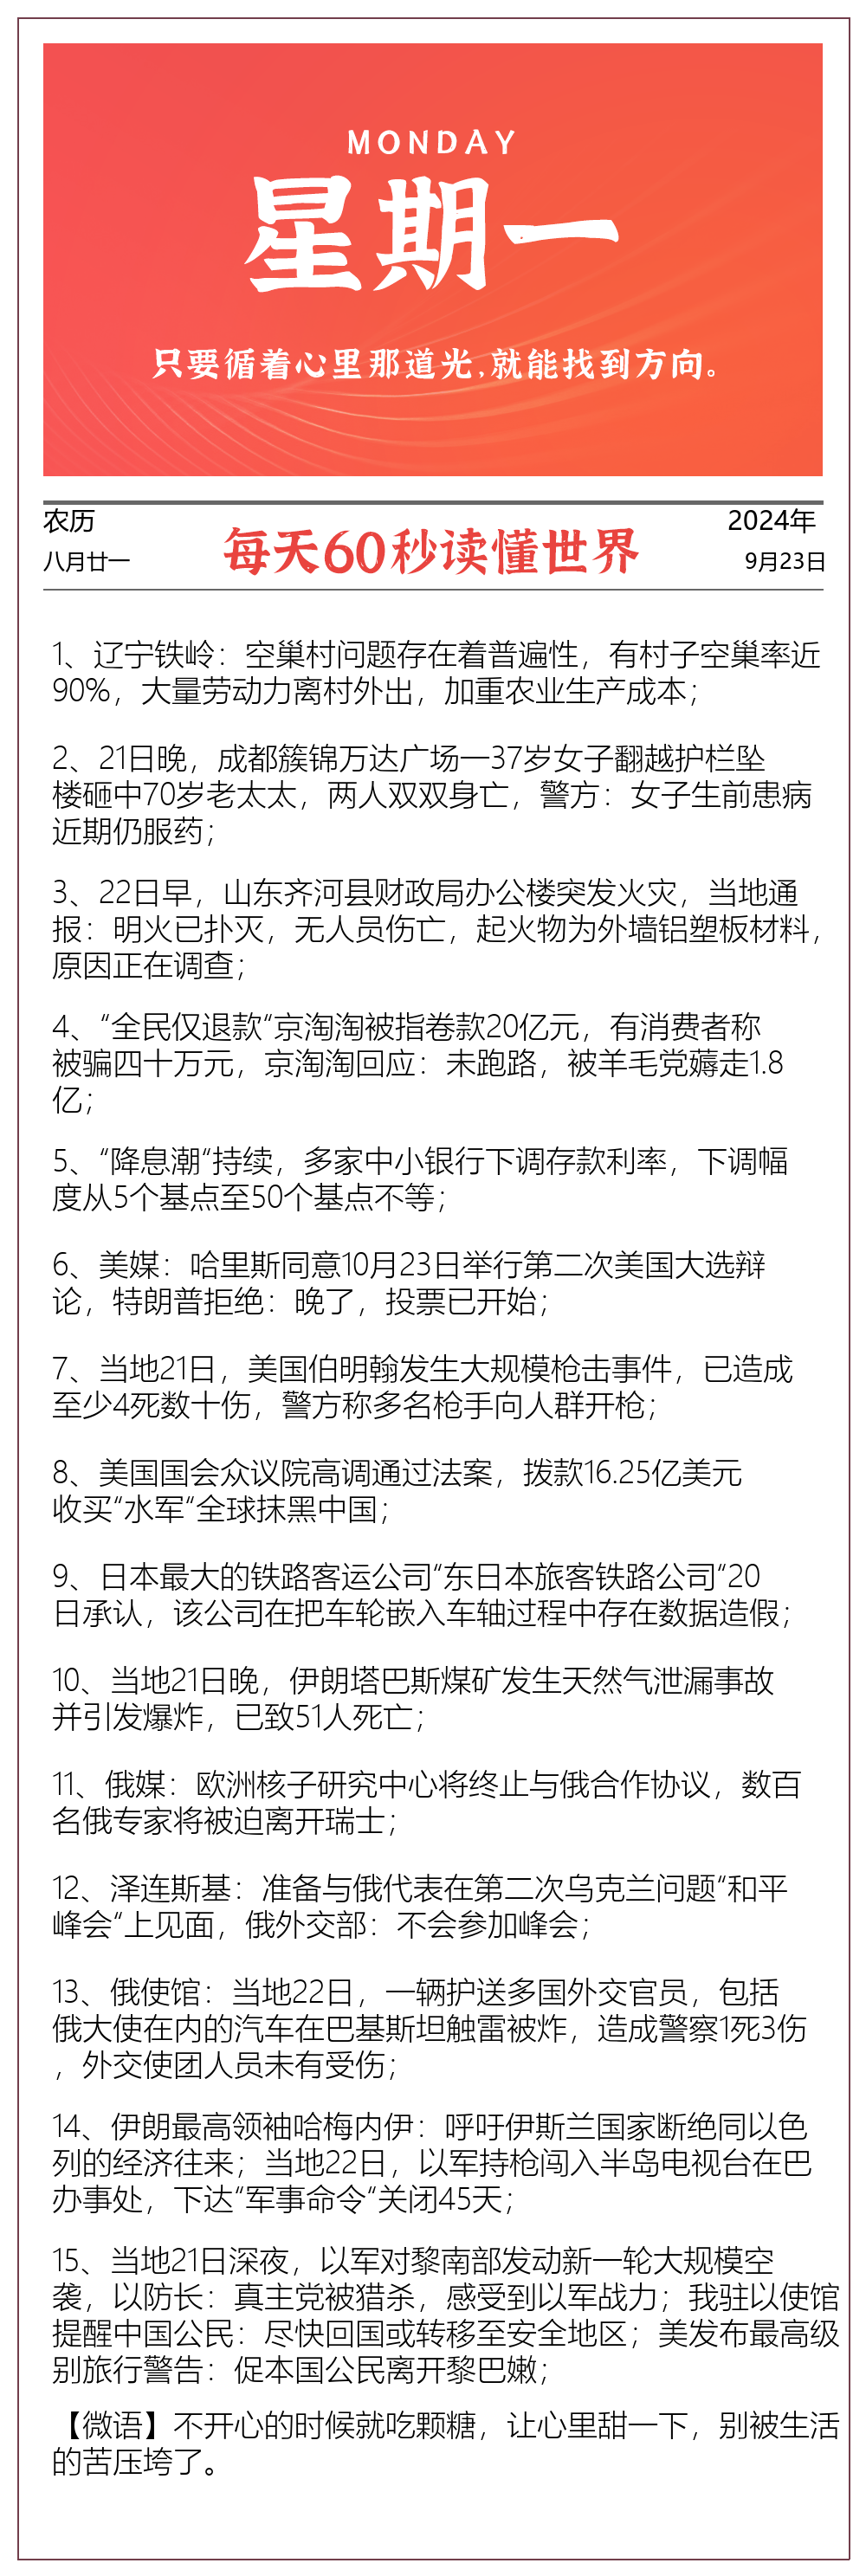 MONDAY
星期一
只要循着心里那道光,就能找到方向。
农历
八月廿一
每天60秒读懂世界
2024年
9月23日
1、辽宁铁岭：空巢村问题存在着普遍性，有村子空巢率近
90%，大量劳动力离村外出，加重农业生产成本；
2、21日晚，成都簇锦万达广场一37岁女子翻越护栏坠
楼砸中70岁老太太，两人双双身亡，警方：女子生前患病
近期仍服药；
3、22日早，山东齐河县财政局办公楼突发火灾，当地通
报：明火已扑灭，无人员伤亡，起火物为外墙铝塑板材料，
原因正在调查；
4、“全民仅退款“京淘淘被指卷款20亿元，有消费者称
被骗四十万元，京淘淘回应：未跑路，被羊毛党薅走1.8
亿；
5、“降息潮“持续，多家中小银行下调存款利率，下调幅
度从5个基点至50个基点不等；
6、美媒：哈里斯同意10月23日举行第二次美国大选辩
论，特朗普拒绝：晚了，投票已开始；
7、当地21日，美国伯明翰发生大规模枪击事件，已造成
至少4死数十伤，警方称多名枪手向人群开枪；
8、美国国会众议院高调通过法案，拨款16.25亿美元
收买“水军“全球抹黑中国；
9、日本最大的铁路客运公司“东日本旅客铁路公司“20
日承认，该公司在把车轮嵌入车轴过程中存在数据造假；
10、当地21日晚，伊朗塔巴斯煤矿发生天然气泄漏事故
并引发爆炸，已致51人死亡；
11、俄媒：欧洲核子研究中心将终止与俄合作协议，数百
名俄专家将被迫离开瑞士；
12、泽连斯基：准备与俄代表在第二次乌克兰问题“和平
峰会“上见面，俄外交部：不会参加峰会；
13、俄使馆：当地22日，一辆护送多国外交官员，包括
俄大使在内的汽车在巴基斯坦触雷被炸，造成警察1死3伤
，外交使团人员未有受伤；
14、伊朗最高领袖哈梅内伊：呼吁伊斯兰国家断绝同以色
列的经济往来；当地22日，以军持枪闯入半岛电视台在巴
办事处，下达“军事命令“关闭45天；
15、当地21日深夜，以军对黎南部发动新一轮大规模空
袭，以防长：真主党被猎杀，感受到以军战力；我驻以使馆
提醒中国公民：尽快回国或转移至安全地区；美发布最高级
别旅行警告：促本国公民离开黎巴嫩；
【微语】不开心的时候就吃颗糖，让心里甜一下，别被生活
的苦压垮了。